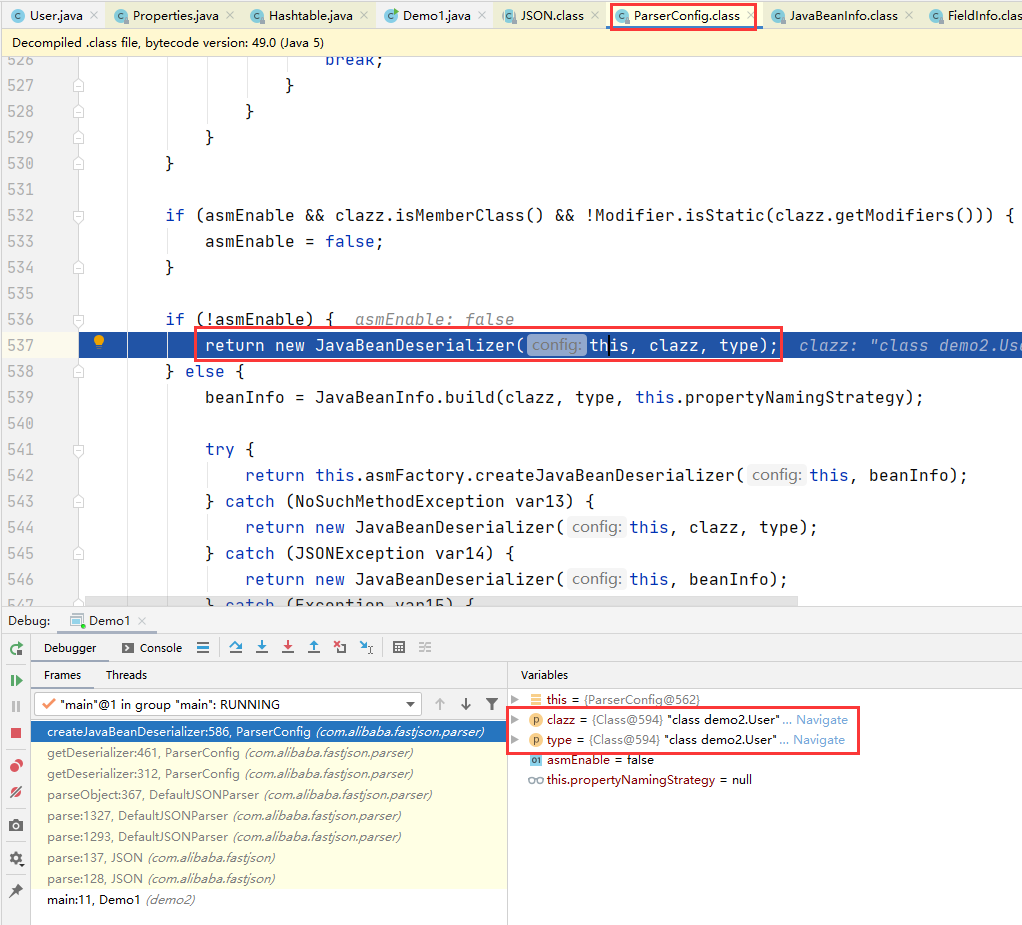 User.java Properties.java Hashtable.java Demo1.java JSON.class ParserConfig.class JavaBeanInfo.class FieldInfo.clas
Decompiled .class file, bytecode version: 49.0 (Java 5)
526 break;
527 }
528 }
529 }
530 }
531
532 if (asmEnable && clazz.isMemberClass() && !Modifier.isStatic(clazz.getModifiers())) {
533 asmEnable = false;
534 }
535
536 if (!asmEnable) { asmEnable: false
537 return new JavaBeanDeserializer( config: this, clazz, type); clazz: "class demo2.Use
538 } else {
539 beanInfo = JavaBeanInfo.build(clazz, type, this.propertyNamingStrategy);
540
541 try {
542 return this.asmFactory.createJavaBeanDeserializer( config: this, beanInfo);
543 } catch (NoSuchMethodException var13) {
544 return new JavaBeanDeserializer( config: this, clazz, type);
545 } catch (JSONException var14) {
546 return new JavaBeanDeserializer( config: this, beanInfo);
547 } catch (Exception var15) {
Debug: Demo1
Debugger Console
Frames Threads
"main"@1 in group "main": RUNNING
createJavaBeanDeserializer:586, ParserConfig (com.alibaba.fastjson.parser)
getDeserializer:461, ParserConfig (com.alibaba.fastjson.parser)
getDeserializer:312, ParserConfig (com.alibaba.fastjson.parser)
parseObject:367, DefaultJSONParser (com.alibaba.fastjson.parser)
parse:1327, DefaultJSONParser (com.alibaba.fastjson.parser)
parse:1293, DefaultJSONParser (com.alibaba.fastjson.parser)
parse:137, JSON (com.alibaba.fastjson)
parse:128, JSON (com.alibaba.fastjson)
main:11, Demo1 (demo2)
Variables
this = {ParserConfig@562}
p clazz = {Class@594} "class demo2.User" ... Navigate
p type = {Class@594} "class demo2.User" ... Navigate
01 asmEnable = false
this.propertyNamingStrategy = null